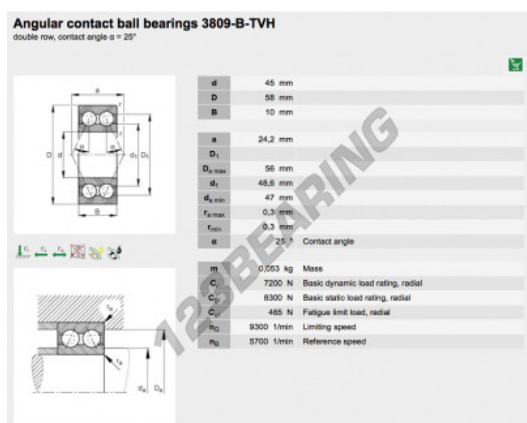 Angular contact ball bearings 3809-B-TVH
double row, contact angle α = 25°
d 45 mm
D 58 mm
B 10 mm
a 24,2 mm
D₁
Da max 56 mm
d₁ 48,6 mm
da min 47 mm
ra max 0,3 mm
rmin 0,3 mm
α 25 ° Contact angle
m 0,053 kg Mass
Cr 7200 N Basic dynamic load rating, radial
C0r 6300 N Basic static load rating, radial
Cur 465 N Fatigue limit load, radial
nG 9300 1/min Limiting speed
5700 1/min Reference speed
123BEARING